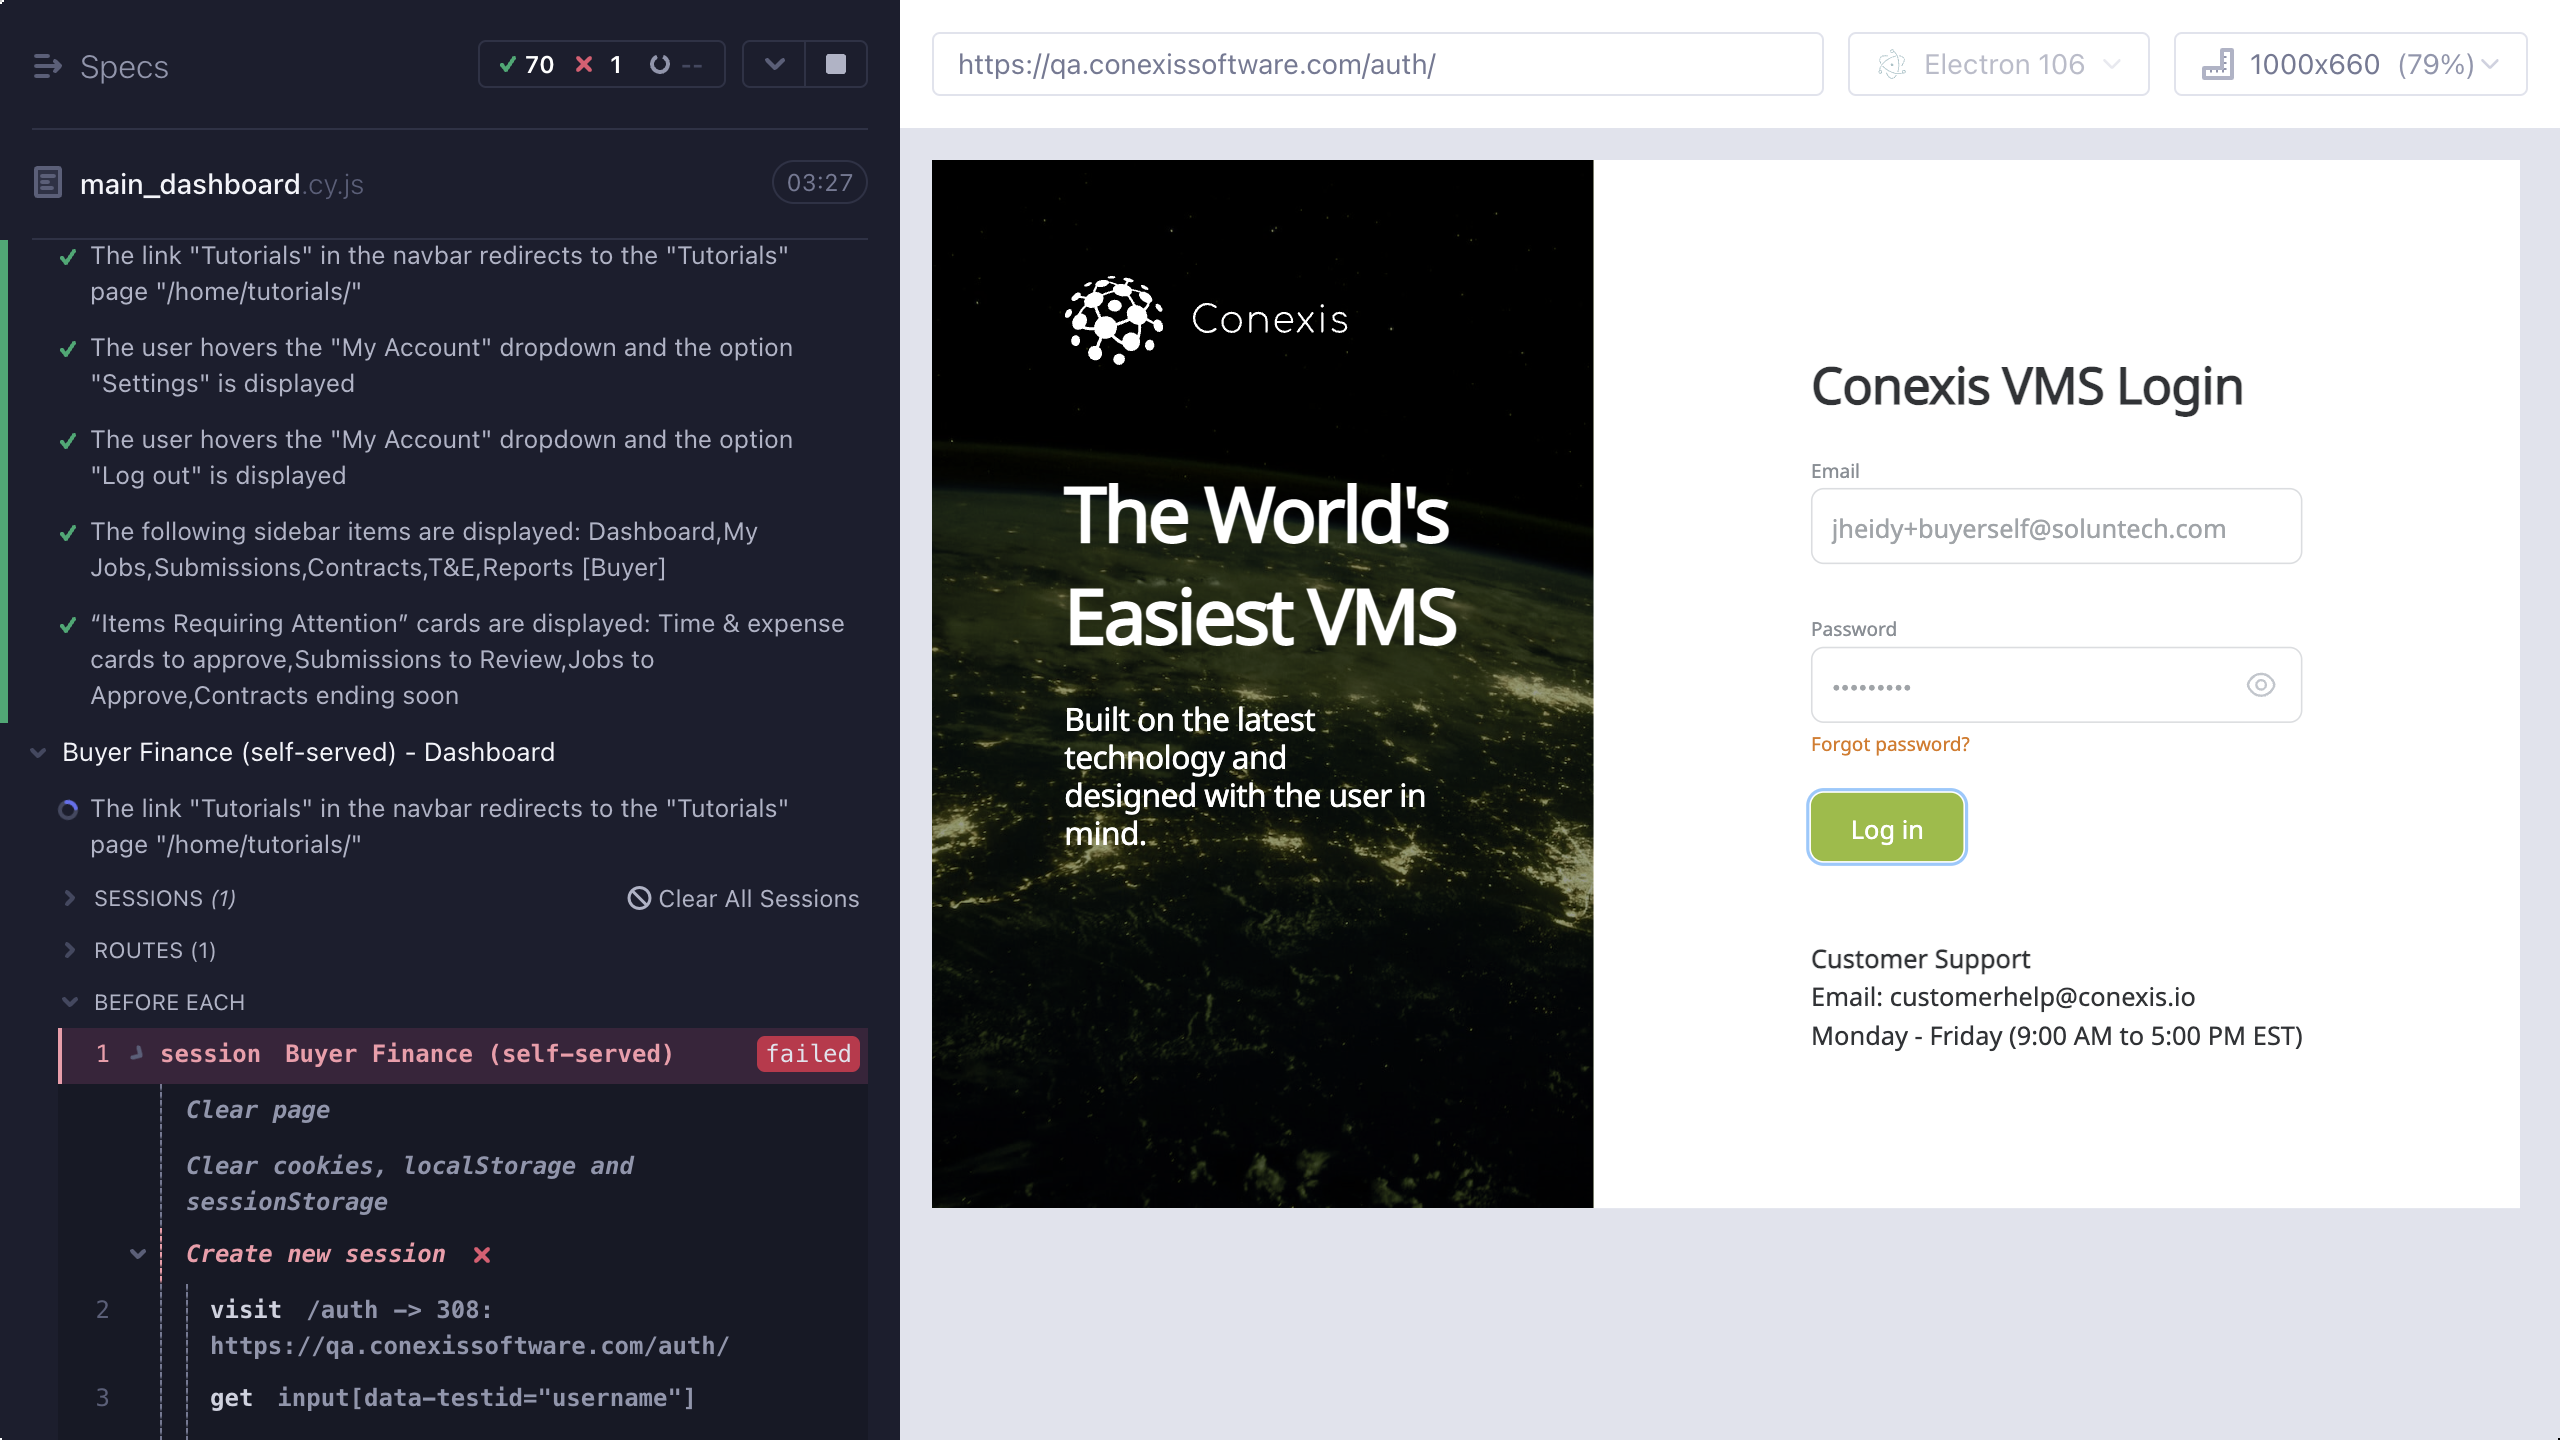 Specs
70 1 --
main_dashboard.cy.js
03:27
The link "Tutorials" in the navbar redirects to the "Tutorials"
page "/home/tutorials/"
The user hovers the "My Account" dropdown and the option
"Settings" is displayed
The user hovers the "My Account" dropdown and the option
"Log out" is displayed
The following sidebar items are displayed: Dashboard,My
Jobs,Submissions,Contracts,T&E,Reports [Buyer]
“Items Requiring Attention” cards are displayed: Time & expense
cards to approve,Submissions to Review,Jobs to
Approve,Contracts ending soon
Buyer Finance (self-served) - Dashboard
The link "Tutorials" in the navbar redirects to the "Tutorials"
page "/home/tutorials/"
SESSIONS (1)
Clear All Sessions
ROUTES (1)
BEFORE EACH
1 session Buyer Finance (self-served) failed
Clear page
Clear cookies, localStorage and
sessionStorage
Create new session
2 visit /auth -> 308:
https://qa.conexissoftware.com/auth/
3 get input[data-testid="username"]
https://qa.conexissoftware.com/auth/
Electron 106
1000x660 (79%)
Conexis
The World's
Easiest VMS
Built on the latest
technology and
designed with the user in
mind.
Conexis VMS Login
Email
jheidy+buyerself@soluntech.com
Password
•••••••••
Forgot password?
Log in
Customer Support
Email: customerhelp@conexis.io
Monday - Friday (9:00 AM to 5:00 PM EST)